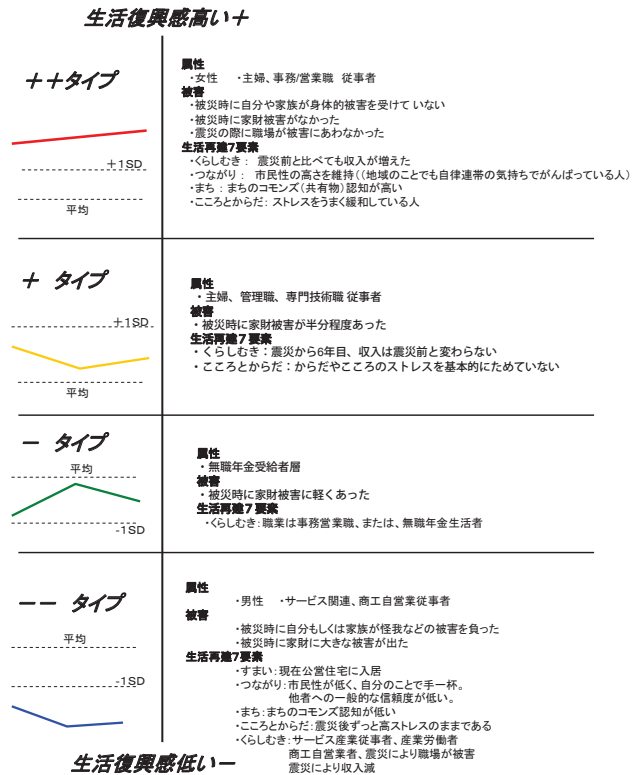 生活復興感高い＋
＋＋タイプ
＋1SD
平均
属性
・女性　・主婦、事務/営業職　従事者
被害
・被災時に自分や家族が身体的被害を受けて いない
・被災時に家財被害がなかった
・震災の際に職場が被害にあわなかった
生活再建7要素
・くらしむき： 震災前と比べても収入が増えた
・つながり： 市民性の高さを維持((地域のことでも自律連帯の気持ちでがんばっている人)
・まち：まちのコモンズ(共有物)認知が高い
・こころとからだ：ストレスをうまく緩和している人
＋ タイプ
＋1SD
平均
属性
・主婦、管理職、専門技術職 従事者
被害
・被災時に家財被害が半分程度あった
生活再建７要素
・くらしむき：震災から6年目、収入は震災前と変わらない
・こころとからだ：からだやこころのストレスを基本的にためていない
－ タイプ
平均
-1SD
属性
・無職年金受給者層
被害
・被災時に家財被害に軽くあった
生活再建７要素
・くらしむき：職業は事務営業職、または、無職年金生活者
－－ タイプ
平均
-1SD
属性
・男性　・サービス関連、商工自営業従事者
被害
・被災時に自分もしくは家族が怪我などの被害を負った
・被災時に家財に大きな被害が出た
生活再建7要素
・すまい：現在公営住宅に入居
・つながり：市民性が低く、自分のことで手一杯。
他者への一般的な信頼度が低い。
・まち：まちのコモンズ認知が低い
・こころとからだ：震災後ずっと高ストレスのままである
・くらしむき：サービス産業従事者、産業労働者
商工自営業者、震災により職場が被害
震災により収入減
生活復興感低いー